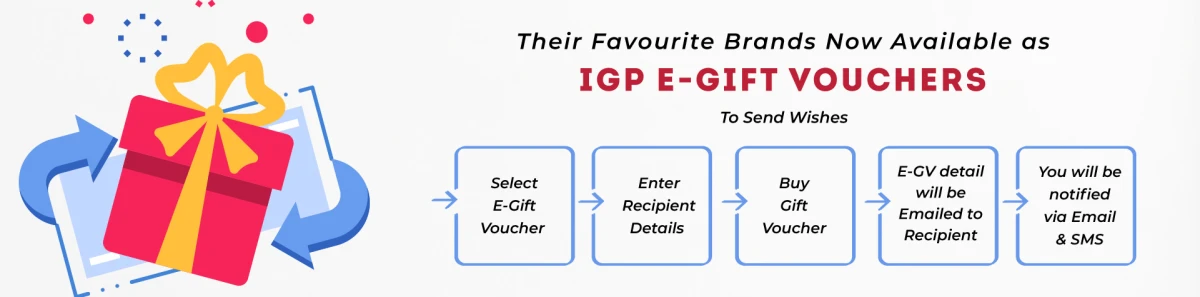 Their Favourite Brands Now Available as
IGP E-GIFT VOUCHERS
To Send Wishes
Select
E-Gift
Voucher
Enter
Recipient
Details
Buy
Gift
Voucher
E-GV detail
will be
Emailed to
Recipient
You will be
notified
via Email
& SMS